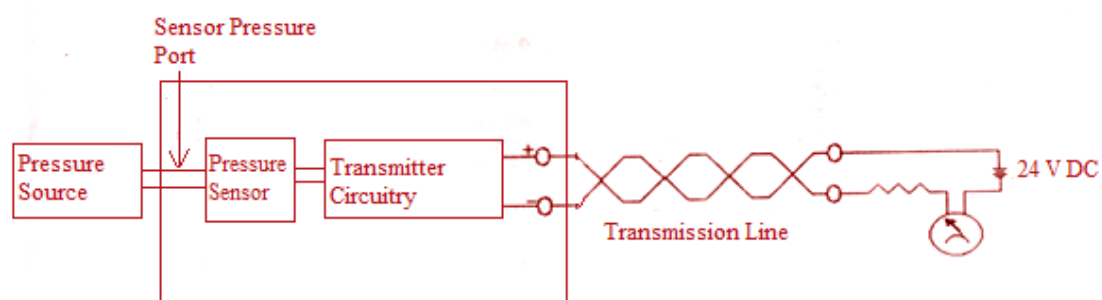 Sensor Pressure
Port
Pressure
Source
Pressure
Sensor
Transmitter
Circuitry
+
-
24 V DC
Transmission Line